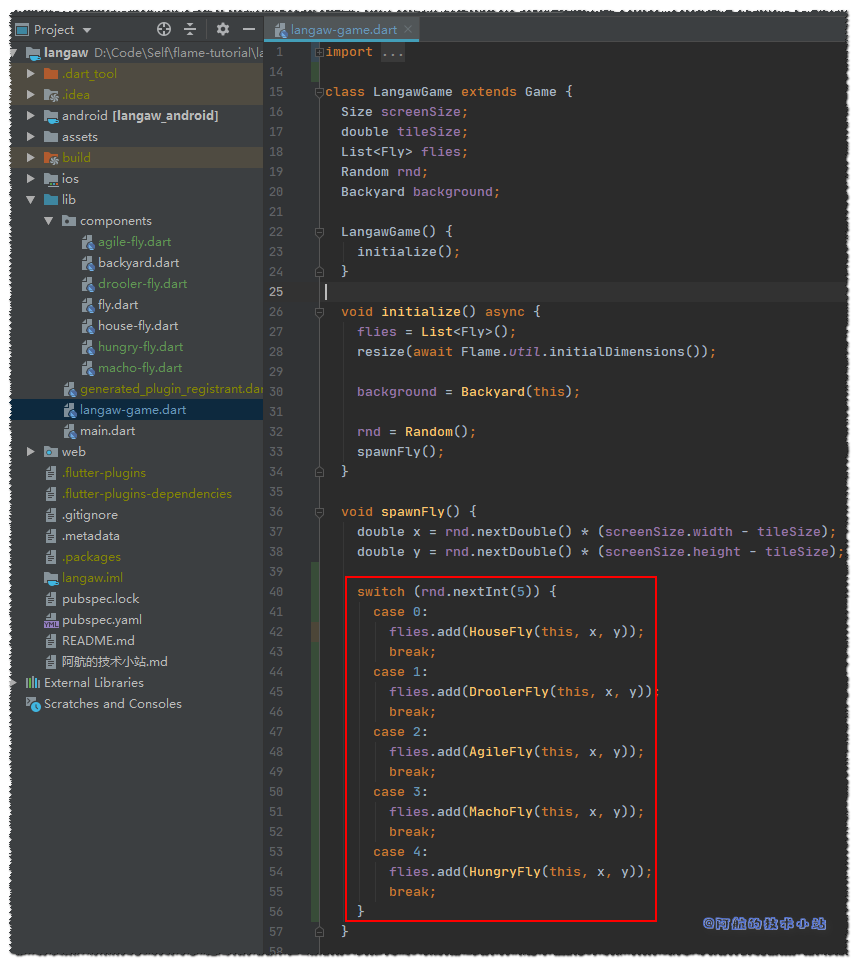 Project
langaw D:\Code\Self\flame-tutorial\la
.dart_tool
.idea
android [langaw_android]
assets
build
ios
lib
components
agile-fly.dart
backyard.dart
drooler-fly.dart
fly.dart
house-fly.dart
hungry-fly.dart
macho-fly.dart
generated_plugin_registrant.dar
langaw-game.dart
main.dart
web
.flutter-plugins
.flutter-plugins-dependencies
.gitignore
.metadata
.packages
langaw.iml
pubspec.lock
YML pubspec.yaml
README.md
阿航的技术小站.md
External Libraries
Scratches and Consoles
langaw-game.dart
1 import ...
14
15 class LangawGame extends Game {
16 Size screenSize;
17 double tileSize;
18 List<Fly> flies;
19 Random rnd;
20 Backyard background;
21
22 LangawGame() {
23 initialize();
24 }
25
26 void initialize() async {
27 flies = List<Fly>();
28 resize(await Flame.util.initialDimensions());
29
30 background = Backyard(this);
31
32 rnd = Random();
33 spawnFly();
34 }
35
36 void spawnFly() {
37 double x = rnd.nextDouble() * (screenSize.width - tileSize);
38 double y = rnd.nextDouble() * (screenSize.height - tileSize);
39
40 switch (rnd.nextInt(5)) {
41 case 0:
42 flies.add(HouseFly(this, x, y));
43 break;
44 case 1:
45 flies.add(DroolerFly(this, x, y));
46 break;
47 case 2:
48 flies.add(AgileFly(this, x, y));
49 break;
50 case 3:
51 flies.add(MachoFly(this, x, y));
52 break;
53 case 4:
54 flies.add(HungryFly(this, x, y));
55 break;
56 }
57 }
58
@阿航的技术小站